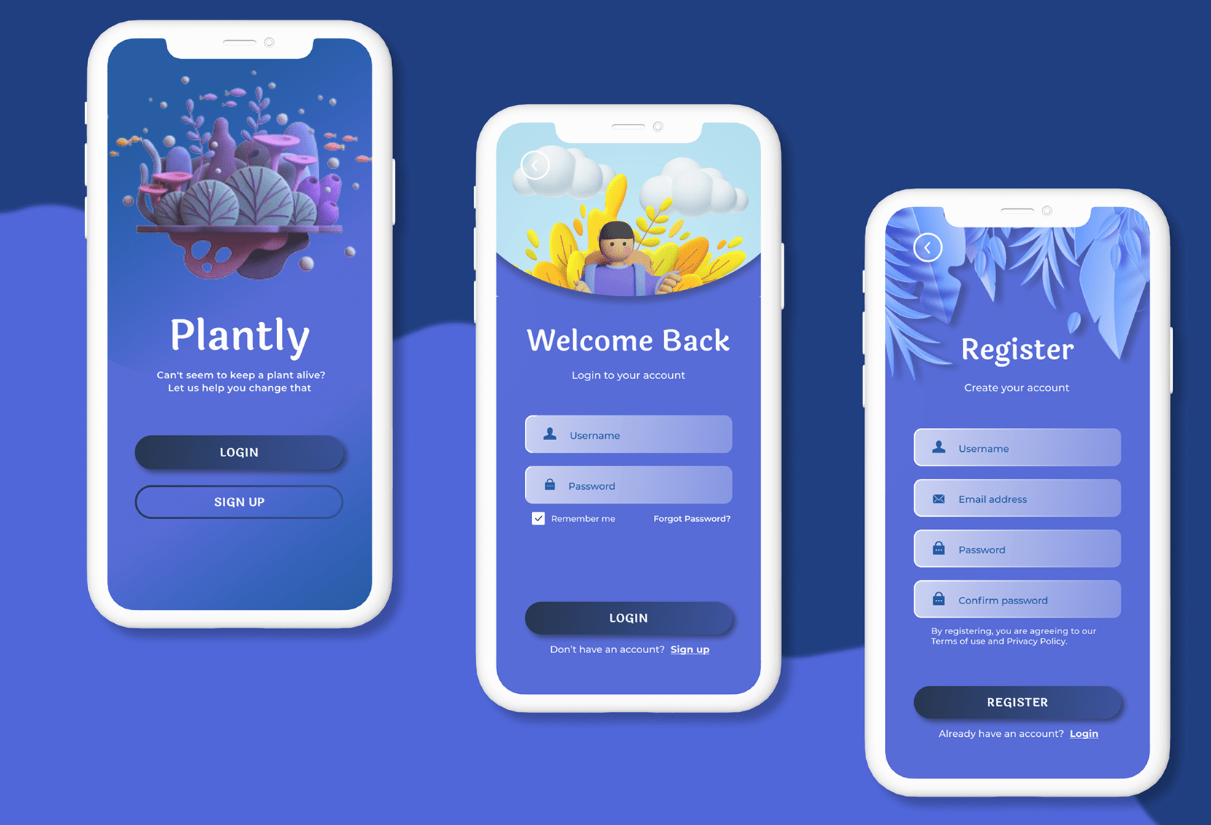 Plantly
Can't seem to keep a plant alive?
Let us help you change that
LOGIN
SIGN UP
Welcome Back
Login to your account
Username
Password
Remember me
Forgot Password?
LOGIN
Don't have an account? Sign up
Register
Create your account
Username
Email address
Password
Confirm password
By registering, you are agreeing to our
Terms of use and Privacy Policy.
REGISTER
Already have an account? Login